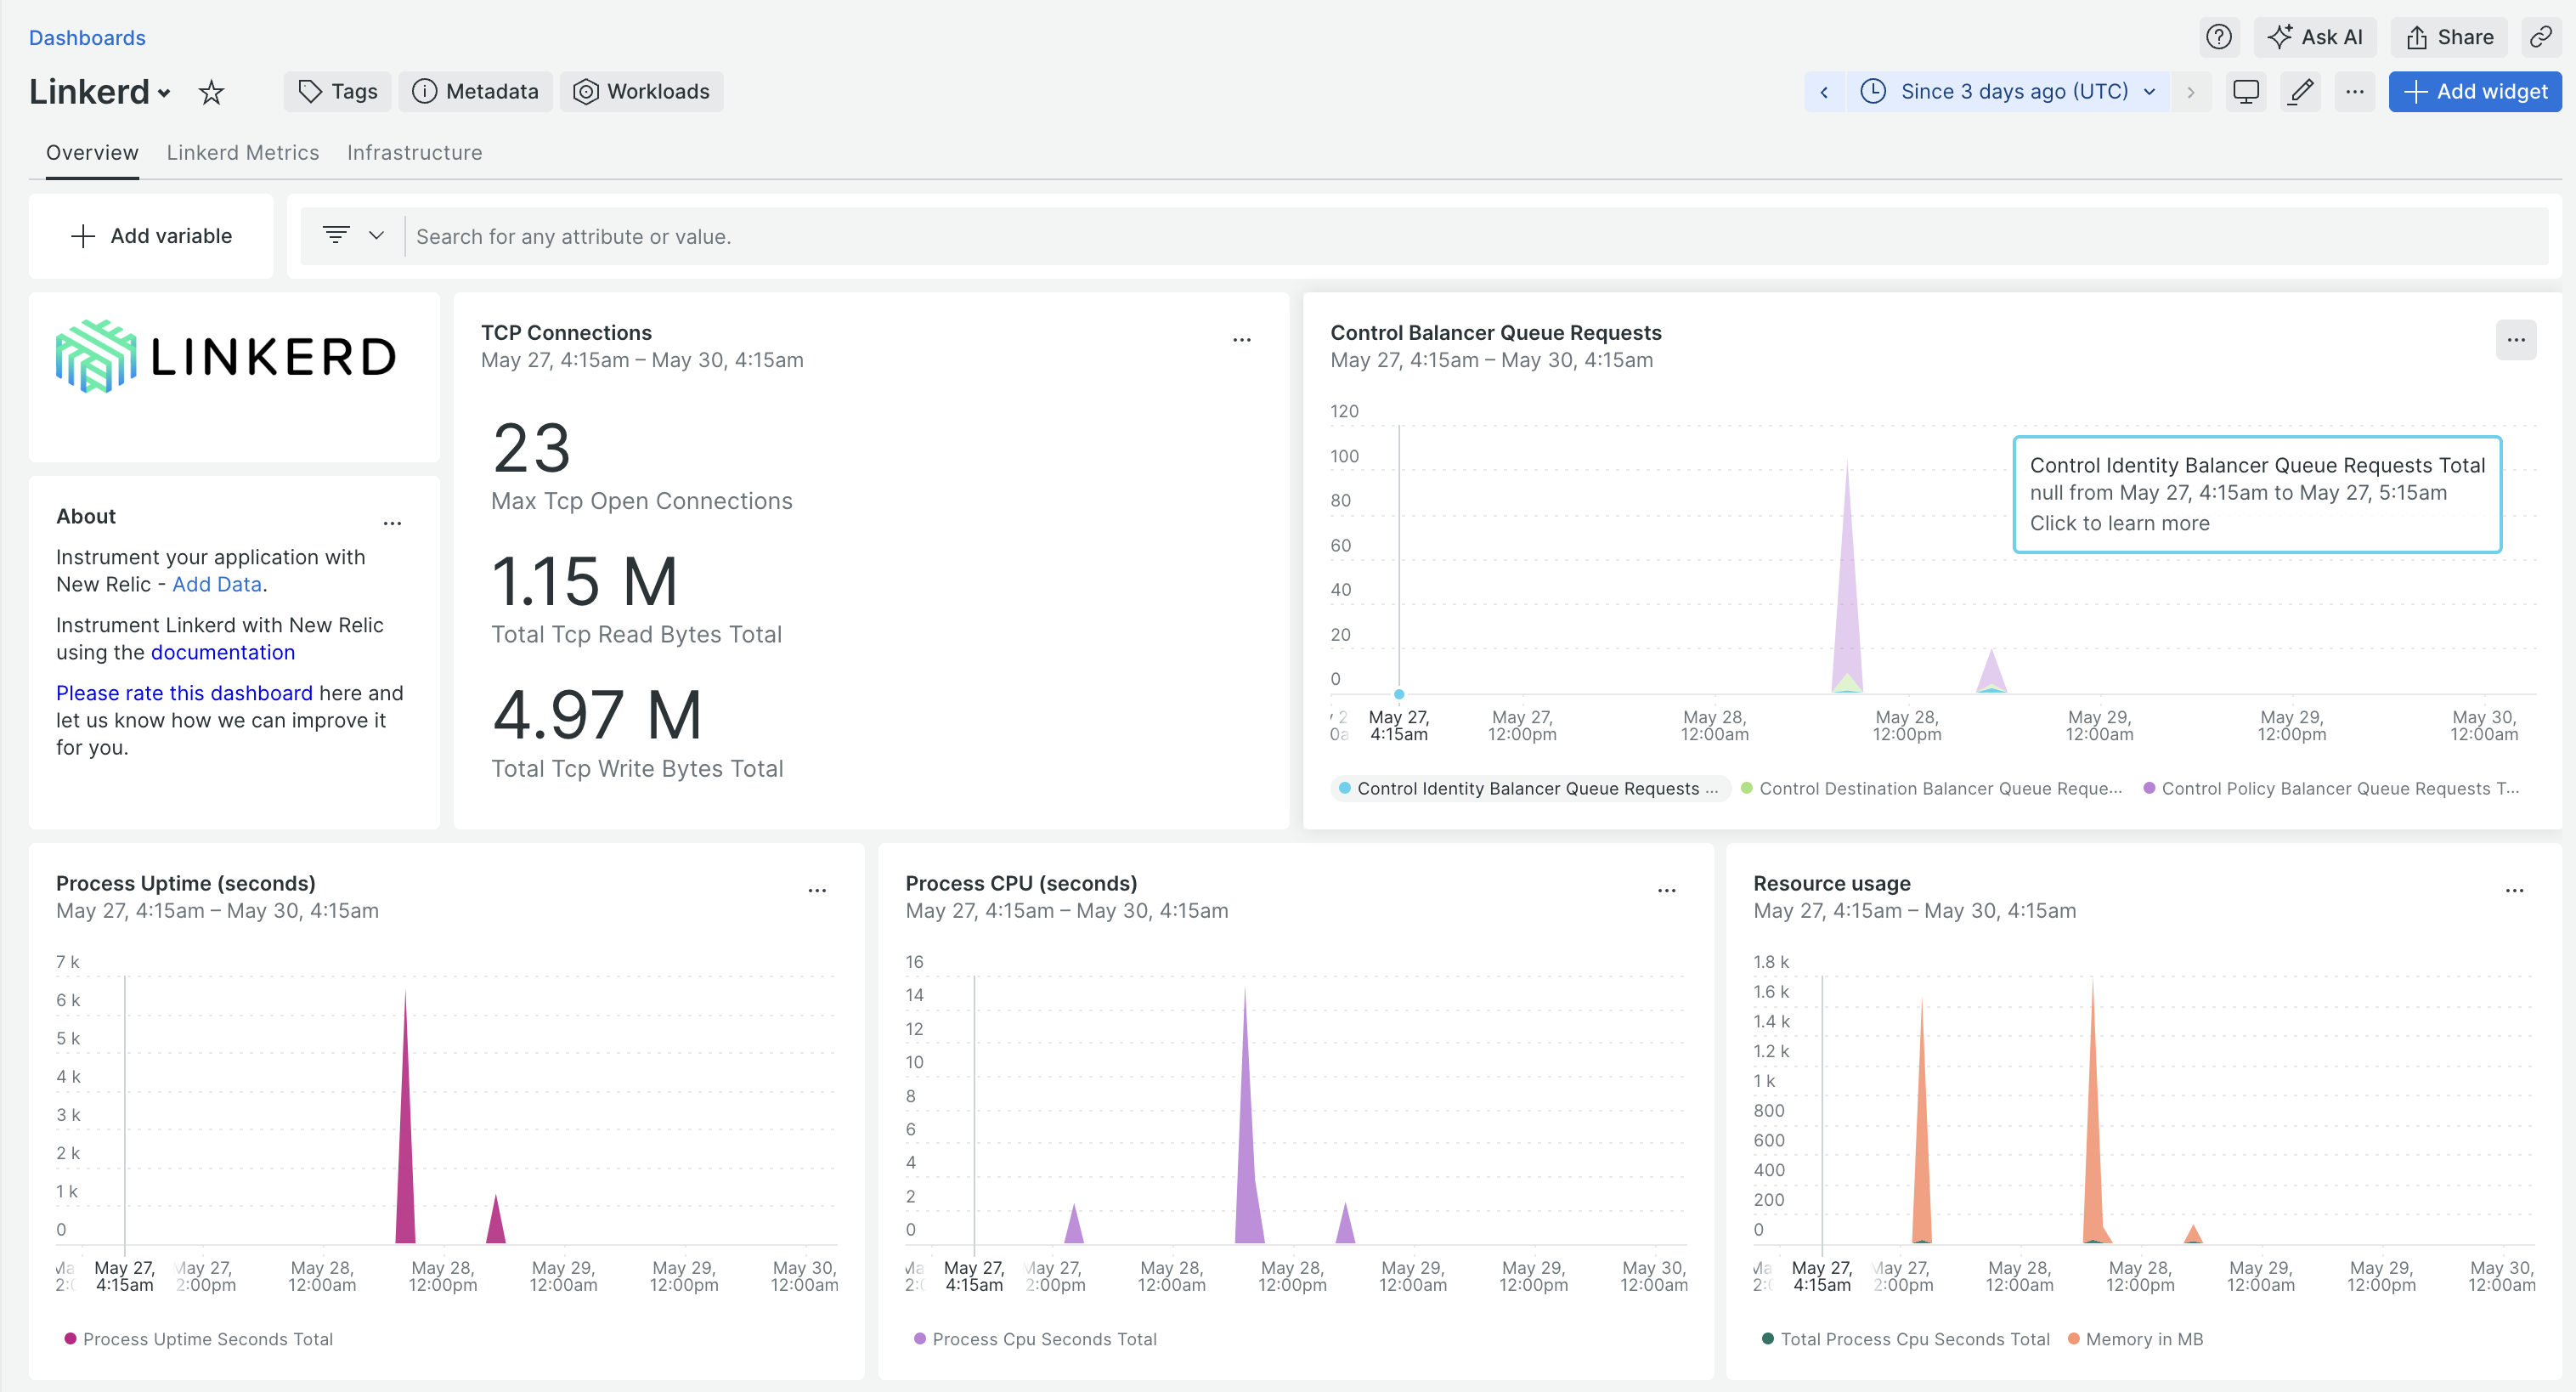 Dashboards
Ask AI
Share
Linkerd
Tags
Metadata
Workloads
Since 3 days ago (UTC)
Add widget
Overview
Linkerd Metrics
Infrastructure
Add variable
Search for any attribute or value.
LINKERD
About
Instrument your application with
New Relic - Add Data.
Instrument Linkerd with New Relic
using the documentation
Please rate this dashboard here and
let us know how we can improve it
for you.
TCP Connections
May 27, 4:15am – May 30, 4:15am
23
Max Tcp Open Connections
1.15 M
Total Tcp Read Bytes Total
4.97 M
Total Tcp Write Bytes Total
Control Balancer Queue Requests
May 27, 4:15am – May 30, 4:15am
120
100
80
60
40
20
0
Control Identity Balancer Queue Requests Total
null from May 27, 4:15am to May 27, 5:15am
Click to learn more
May 27,
4:15am
May 27,
12:00pm
May 28,
12:00am
May 28,
12:00pm
May 29,
12:00am
May 29,
12:00pm
May 30,
12:00am
Control Identity Balancer Queue Requests ...
Control Destination Balancer Queue Reque...
Control Policy Balancer Queue Requests T...
Process Uptime (seconds)
May 27, 4:15am – May 30, 4:15am
7 k
6 k
5 k
4 k
3 k
2 k
1 k
0
May 27,
4:15am
May 27,
2:00pm
May 28,
12:00am
May 28,
12:00pm
May 29,
12:00am
May 29,
12:00pm
May 30,
12:00am
Process Uptime Seconds Total
Process CPU (seconds)
May 27, 4:15am – May 30, 4:15am
16
14
12
10
8
6
4
2
0
May 27,
4:15am
May 27,
2:00pm
May 28,
12:00am
May 28,
12:00pm
May 29,
12:00am
May 29,
12:00pm
May 30,
12:00am
Process Cpu Seconds Total
Resource usage
May 27, 4:15am – May 30, 4:15am
1.8 k
1.6 k
1.4 k
1.2 k
1 k
800
600
400
200
0
May 27,
4:15am
May 27,
2:00pm
May 28,
12:00am
May 28,
12:00pm
May 29,
12:00am
May 29,
12:00pm
May 30,
12:00am
Total Process Cpu Seconds Total
Memory in MB